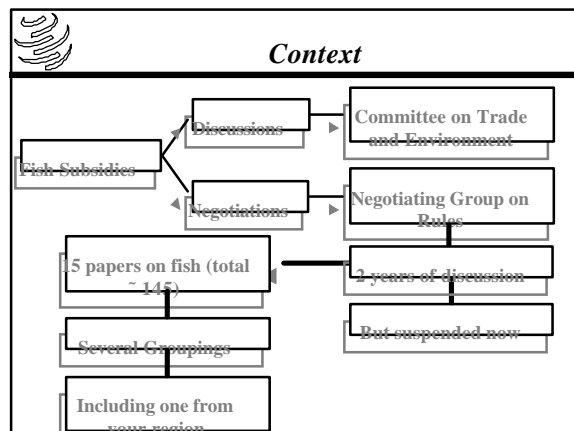 Context
Discussions
Committee on Trade
and Environment
Fish Subsidies
Negotiations
Negotiating Group on
Rules
15 papers on fish (total
~ 145)
2 years of discussion
Several Groupings
But suspended now
Including one from
your region